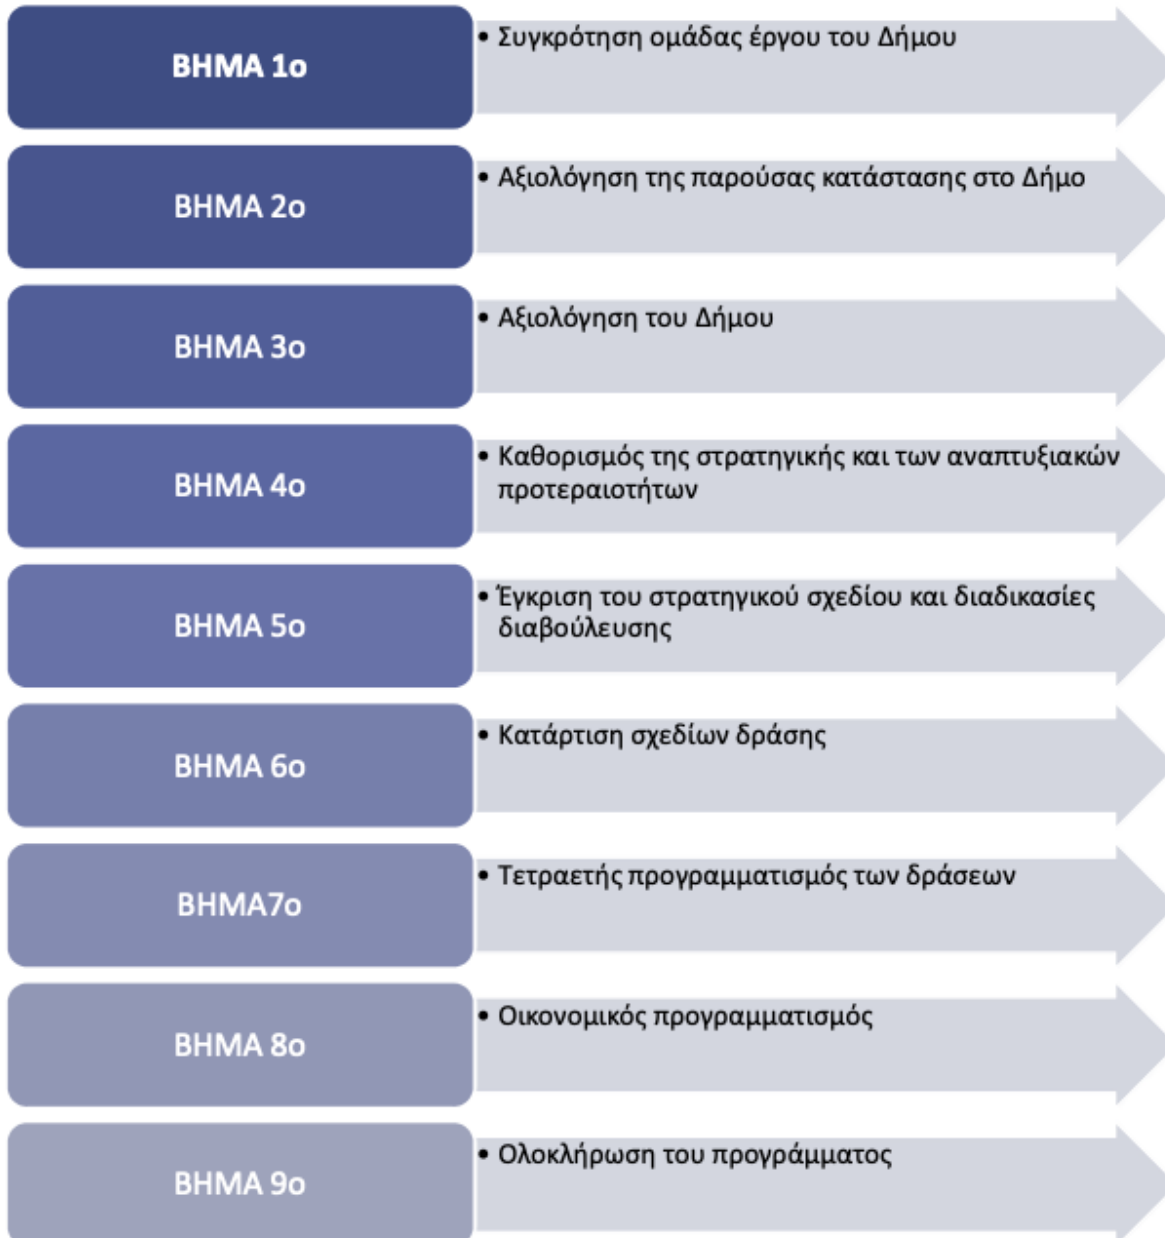 ΒΗΜΑ 1ο
• Συγκρότηση ομάδας έργου του Δήμου
ΒΗΜΑ 2ο
• Αξιολόγηση της παρούσας κατάστασης στο Δήμο
ΒΗΜΑ 3ο
• Αξιολόγηση του Δήμου
ΒΗΜΑ 4ο
• Καθορισμός της στρατηγικής και των αναπτυξιακών
προτεραιοτήτων
ΒΗΜΑ 5ο
• Έγκριση του στρατηγικού σχεδίου και διαδικασίες
διαβούλευσης
ΒΗΜΑ 6ο
• Κατάρτιση σχεδίων δράσης
ΒΗΜΑ7ο
• Τετραετής προγραμματισμός των δράσεων
ΒΗΜΑ 8ο
• Οικονομικός προγραμματισμός
ΒΗΜΑ 9ο
• Ολοκλήρωση του προγράμματος